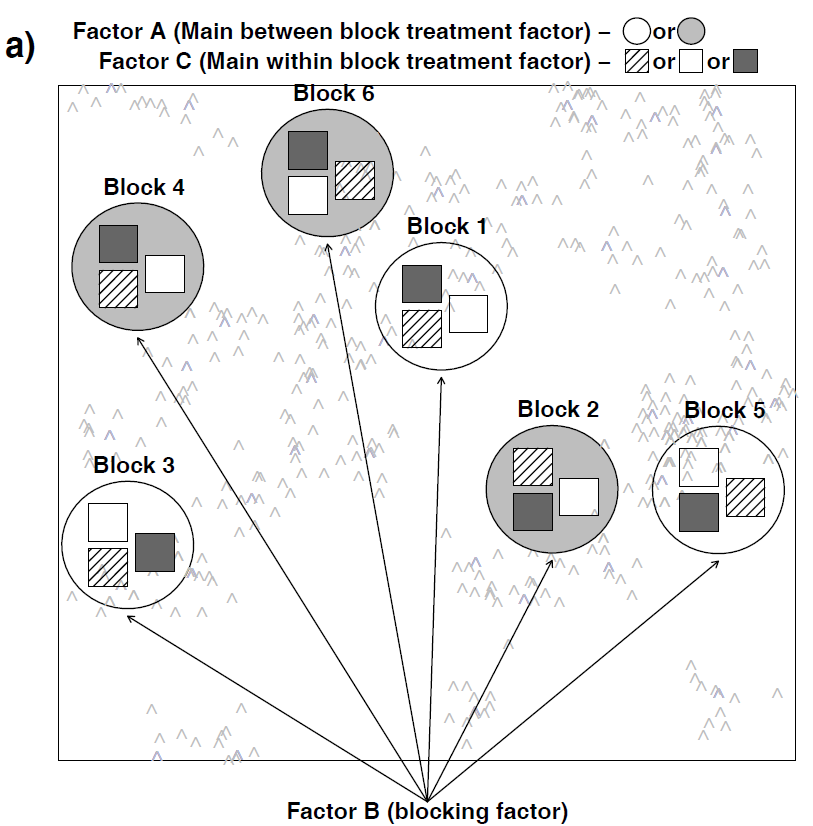 a)
Factor A (Main between block treatment factor) – or
Factor C (Main within block treatment factor) – or or
Block 6
Block 4
Block 1
Block 2
Block 5
Block 3
Factor B (blocking factor)